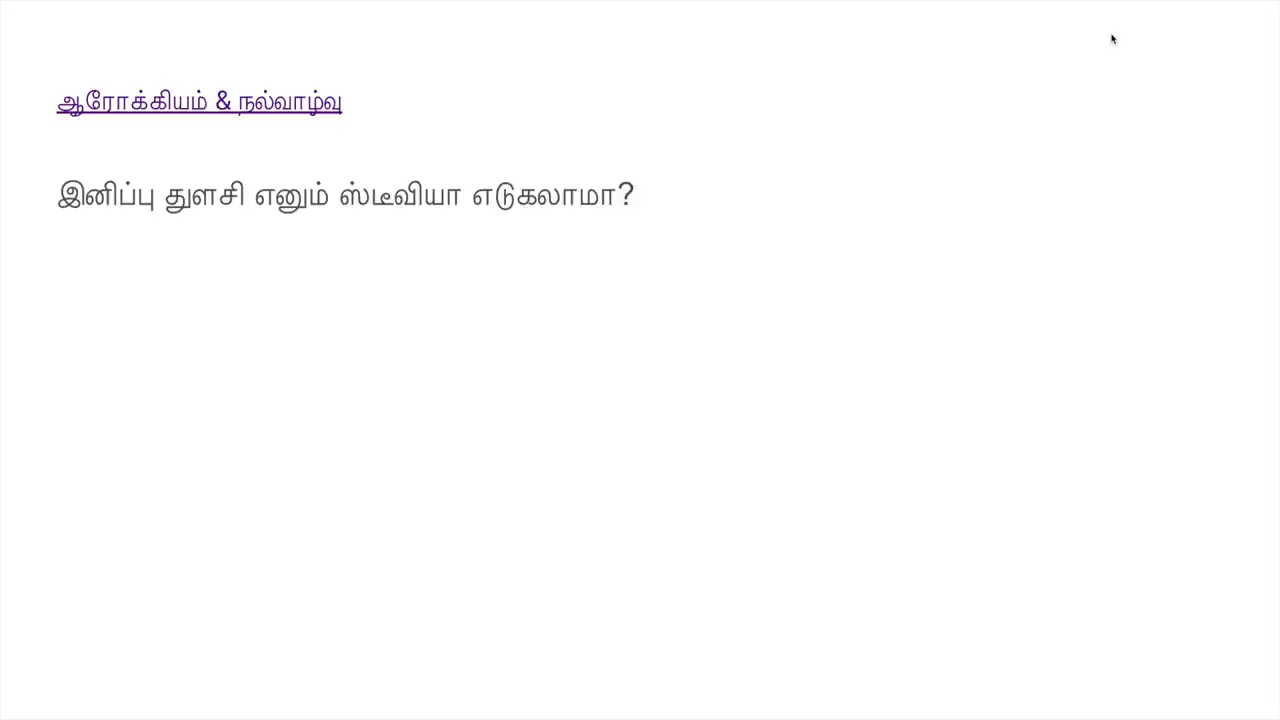 ஆரோக்கியம் & நல்வாழ்வு
இனிப்பு துளசி எனும் ஸ்டீவியா எடுகலாமா?